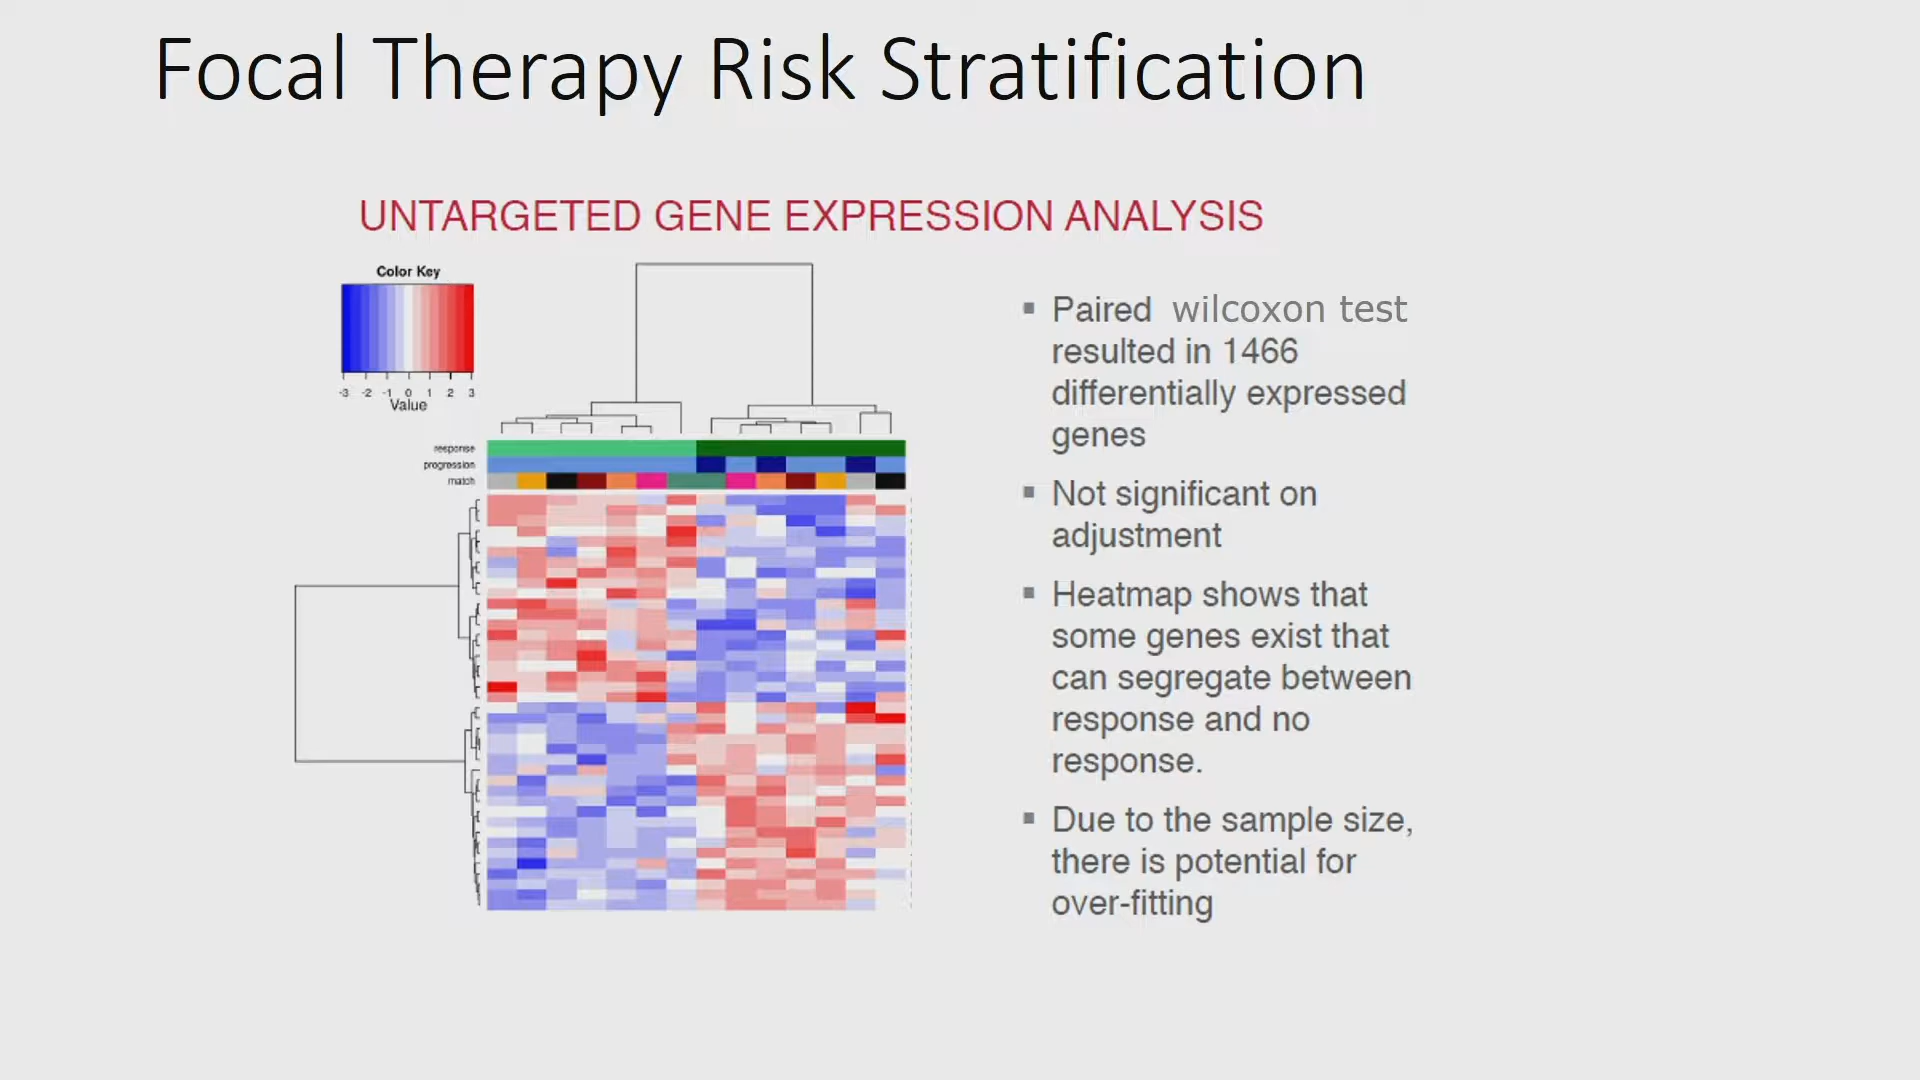 Focal Therapy Risk Stratification
UNTARGETED GENE EXPRESSION ANALYSIS
Color Key
-3 -2 -1 0 1 2 3
Value
response
progression
match
▪ Paired wilcoxon test
resulted in 1466
differentially expressed
genes
▪ Not significant on
adjustment
▪ Heatmap shows that
some genes exist that
can segregate between
response and no
response.
▪ Due to the sample size,
there is potential for
over-fitting